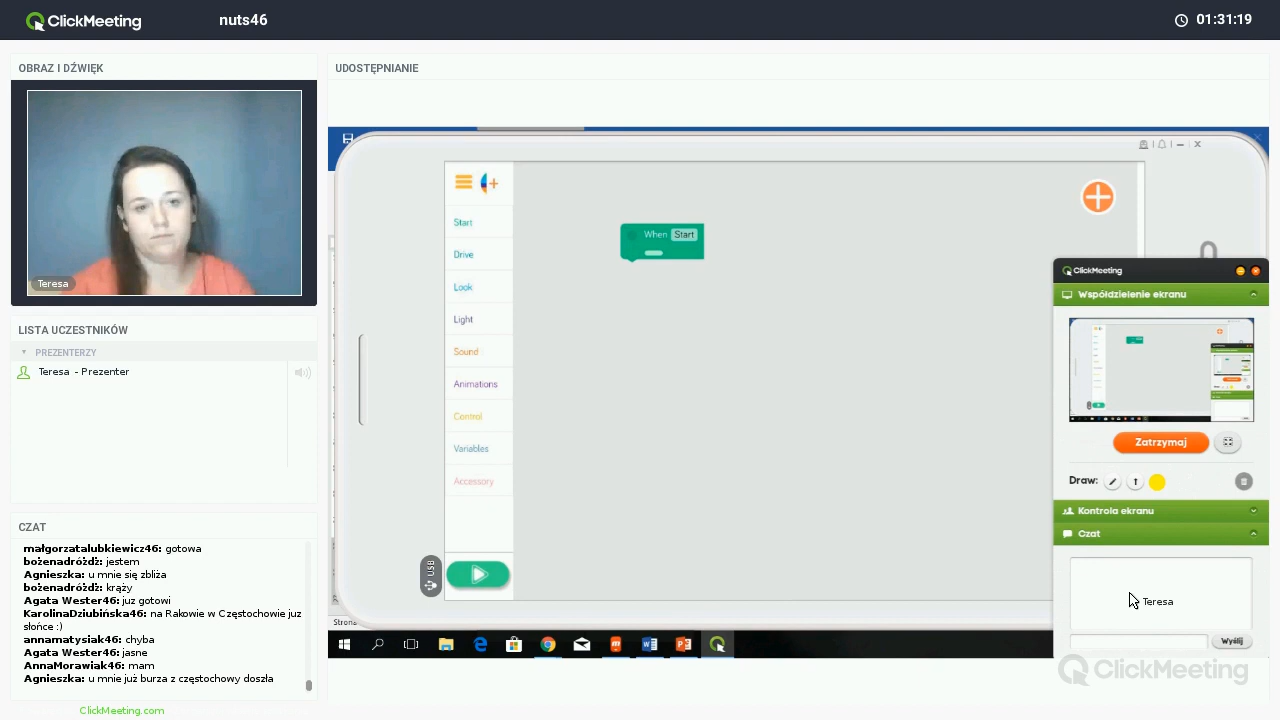 ClickMeeting
nuts46
01:31:19
OBRAZ I DŹWIĘK
Teresa
LISTA UCZESTNIKÓW
PREZENTERZY
Teresa - Prezenter
CZAT
małgorzatalubkiewicz46: gotowa
bożenadróżdż: jestem
Agnieszka: u mnie się zbliża
bożenadróżdż: krąży
Agata Wester46: juz gotowi
KarolinaDziubińska46: na Rakowie w Częstochowie juz
słońce :)
annamatysiak46: chyba
Agata Wester46: jasne
AnnaMorawiak46: mam
Agnieszka: u mnie już burza z częstochowy doszła
ClickMeeting.com
UDOSTĘPNIANIE
Start
Drive
Look
Light
Sound
Animations
Control
Variables
Accessory
When Start
USB
Strona
ClickMeeting
Współdzielenie ekranu
Zatrzymaj
Draw:
Kontrola ekranu
Czat
Teresa
Wyślij
ClickMeeting